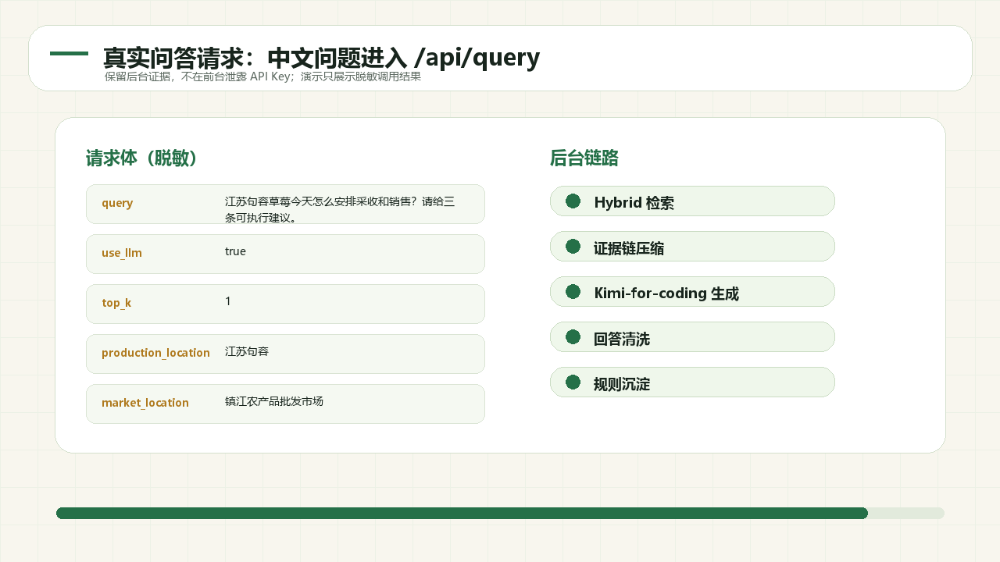 真实问答请求：中文问题进入 /api/query
保留后台证据，不在前台泄露 API Key；演示只展示脱敏调用结果
请求体（脱敏）
query
江苏句容草莓今天怎么安排采收和销售？请给三
条可执行建议。
use_llm
true
top_k
1
production_location
江苏句容
market_location
镇江农产品批发市场
后台链路
Hybrid 检索
证据链压缩
Kimi-for-coding 生成
回答清洗
规则沉淀